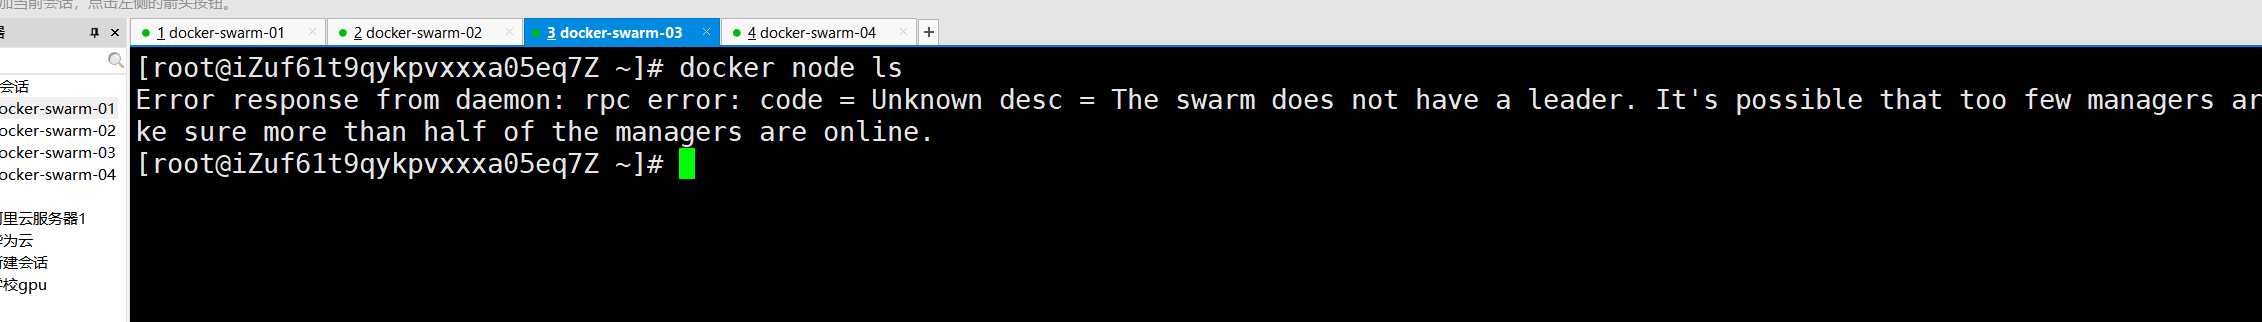 加当前会话，点击左侧的箭头按钮。
器
1 docker-swarm-01
2 docker-swarm-02
3 docker-swarm-03
4 docker-swarm-04
+
会话
ocker-swarm-01
ocker-swarm-02
ocker-swarm-03
ocker-swarm-04
阿里云服务器1
华为云
新建会话
学校gpu
[root@iZuf61t9qykpvxxxa05eq7Z ~]# docker node ls
Error response from daemon: rpc error: code = Unknown desc = The swarm does not have a leader. It's possible that too few managers ar
ke sure more than half of the managers are online.
[root@iZuf61t9qykpvxxxa05eq7Z ~]#